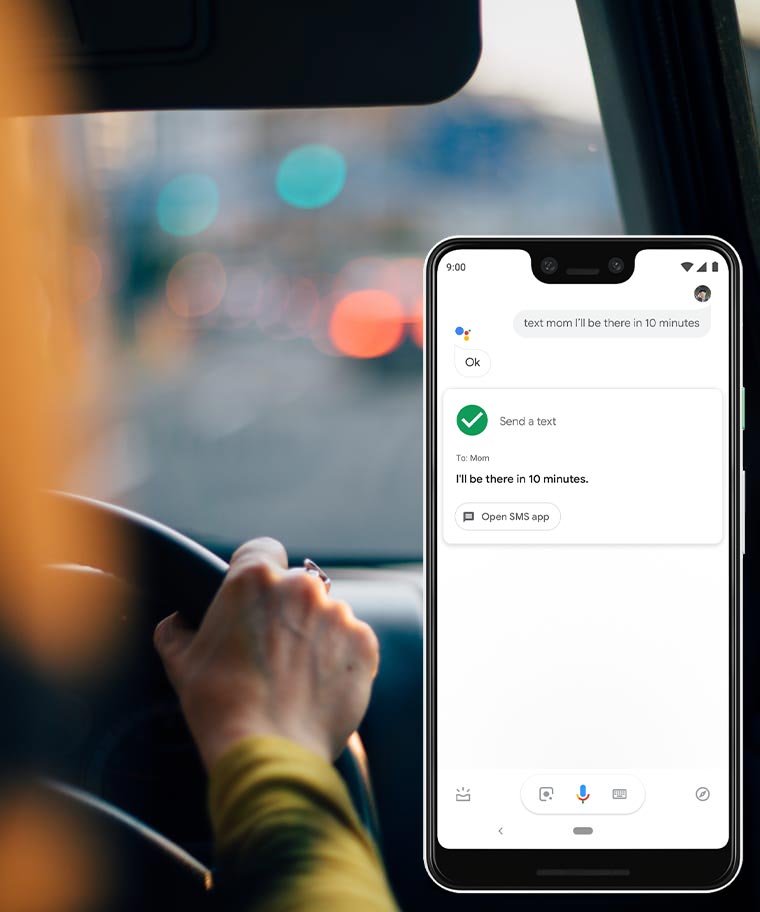 9:00
text mom I'll be there in 10 minutes
Ok
Send a text
To: Mom
I'll be there in 10 minutes.
Open SMS app